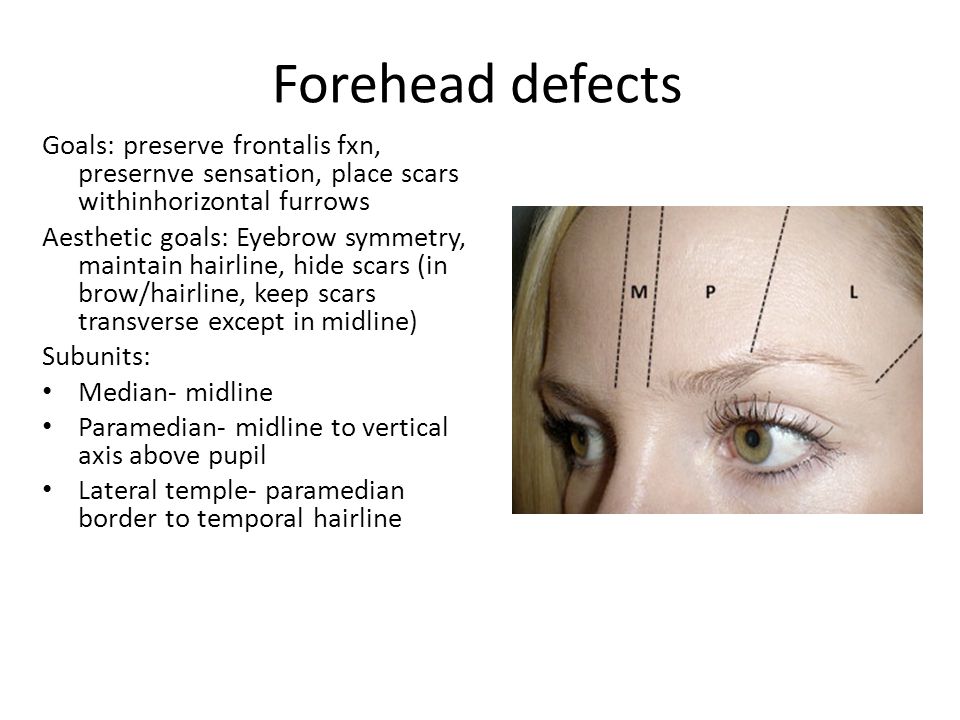 Forehead defects
Goals: preserve frontalis fxn,
presernve sensation, place scars
withinhorizontal furrows
Aesthetic goals: Eyebrow symmetry,
maintain hairline, hide scars (in
brow/hairline, keep scars
transverse except in midline)
Subunits:
• Median- midline
• Paramedian- midline to vertical
axis above pupil
• Lateral temple- paramedian
border to temporal hairline
M P L